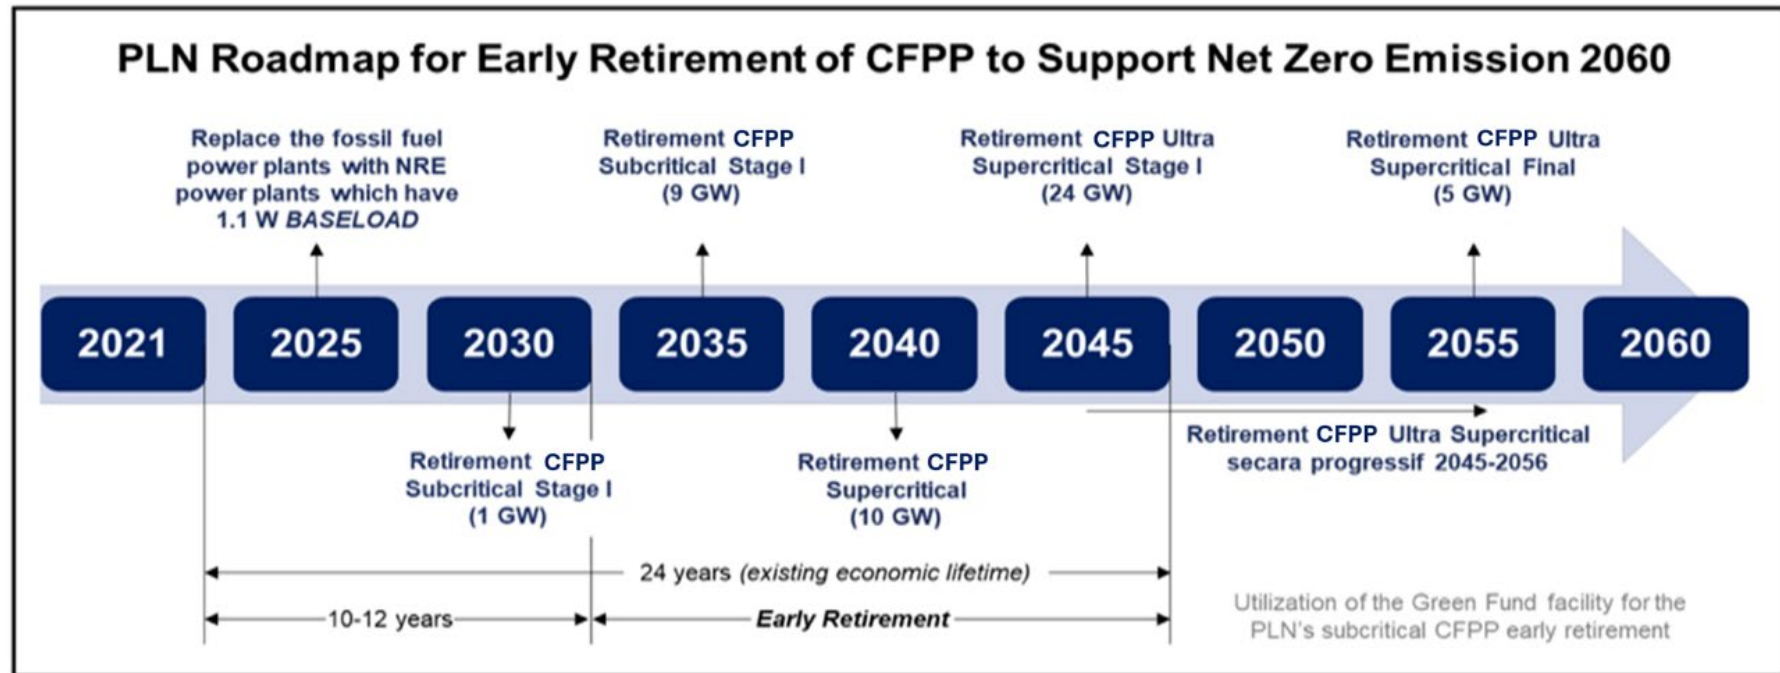 PLN Roadmap for Early Retirement of CFPP to Support Net Zero Emission 2060
Replace the fossil fuel
power plants with NRE
power plants which have
1.1 W BASELOAD
Retirement CFPP
Subcritical Stage I
(9 GW)
Retirement CFPP Ultra
Supercritical Stage I
(24 GW)
Retirement CFPP Ultra
Supercritical Final
(5 GW)
2021
2025
2030
2035
2040
2045
2050
2055
2060
Retirement CFPP
Subcritical Stage I
(1 GW)
Retirement CFPP
Supercritical
(10 GW)
Retirement CFPP Ultra Supercritical
secara progressif 2045-2056
24 years (existing economic lifetime)
10-12 years
Early Retirement
Utilization of the Green Fund facility for the
PLN's subcritical CFPP early retirement